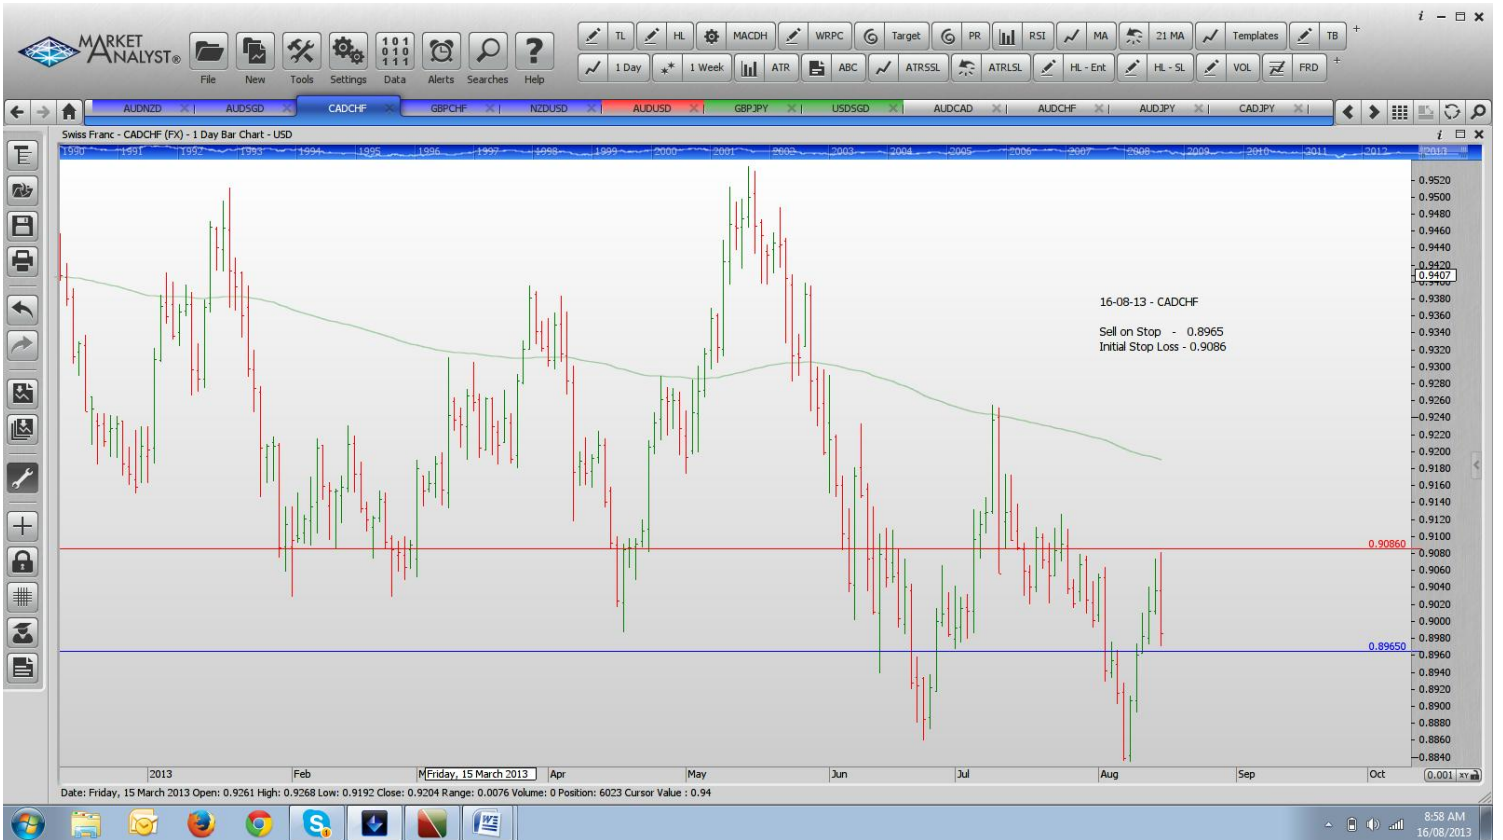 MARKET
ANALYST®
File
New
Tools
Settings
101
010
111
Data
Alerts
Searches
?
Help
TL
HL
MACDH
WRPC
Target
PR
RSI
MA
21 MA
Templates
TB
+
1 Day
1 Week
ATR
ABC
ATRSSL
ATRLSL
HL - Ent
HL - SL
VOL
FRD
+
AUDNZD
AUDSGD
CADCHF
GBPCHF
NZDUSD
AUDUSD
GBPJPY
USDSGD
AUDCAD
AUDCHF
AUDJPY
CADJPY
Swiss Franc - CADCHF (FX) - 1 Day Bar Chart - USD
1990 1991 1992 1993 1994 1995 1996 1997 1998 1999 2000 2001 2002 2003 2004 2005 2006 2007 2008 2009 2010 2011 2012 2013
0.9520
0.9500
0.9480
0.9460
0.9440
0.9420
0.9407
0.9400
0.9380
0.9360
0.9340
0.9320
0.9300
0.9280
0.9260
0.9240
0.9220
0.9200
0.9180
0.9160
0.9140
0.9120
0.9100
0.9080
0.9060
0.9040
0.9020
0.9000
0.8980
0.8960
0.8940
0.8920
0.8900
0.8880
0.8860
0.8840
16-08-13 - CADCHF
Sell on Stop - 0.8965
Initial Stop Loss - 0.9086
0.90860
0.89650
2013 Feb M Friday, 15 March 2013 Apr May Jun Jul Aug Sep Oct
0.001 XY
Date: Friday, 15 March 2013 Open: 0.9261 High: 0.9268 Low: 0.9192 Close: 0.9204 Range: 0.0076 Volume: 0 Position: 6023 Cursor Value : 0.94
8:58 AM
16/08/2013